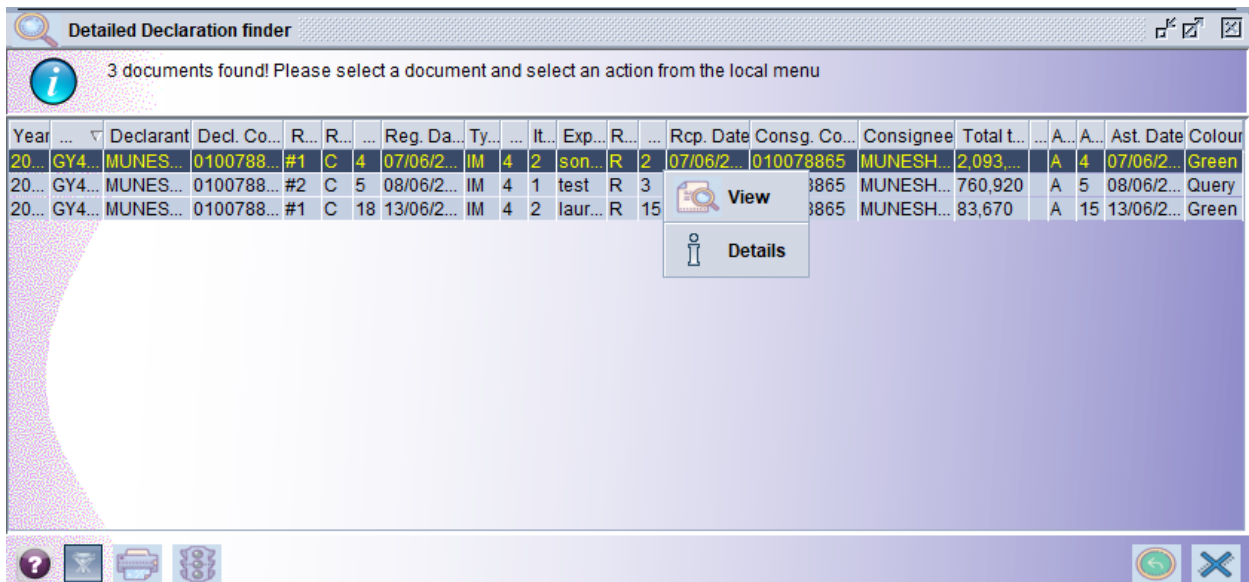 Detailed Declaration finder
3 documents found! Please select a document and select an action from the local menu
Year ... Declarant Decl. Co... R... R... ... Reg. Da... Ty... ... It... Exp... R... ... Rcp. Date Consg. Co... Consignee Total t... ... A... A... Ast. Date Colour
20... GY4... MUNES... 0100788... #1 C 4 07/06/2... IM 4 2 son... R 2 07/06/2... 010078865 MUNESH... 2,093,... A 4 07/06/2... Green
20... GY4... MUNES... 0100788... #2 C 5 08/06/2... IM 4 1 test R 3 8865 MUNESH... 760,920 A 5 08/06/2... Query
20... GY4... MUNES... 0100788... #1 C 18 13/06/2... IM 4 2 laur... R 15 8865 MUNESH... 83,670 A 15 13/06/2... Green
View
Details